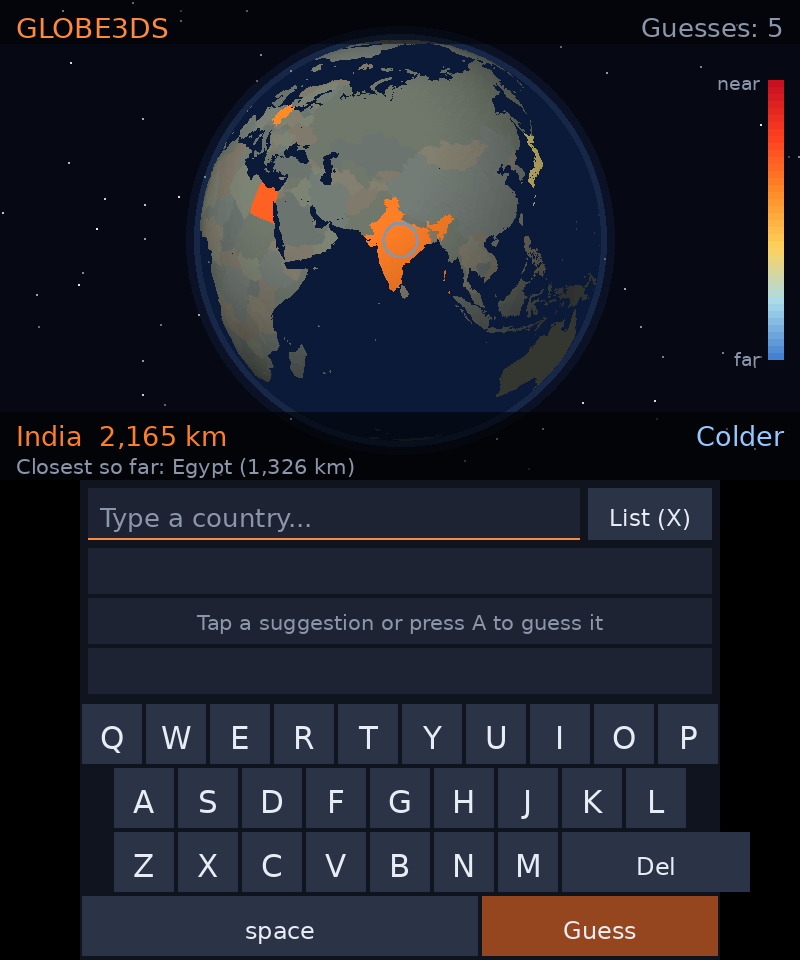 GLOBE3DS
Guesses: 5
near
far
India 2,165 km
Colder
Closest so far: Egypt (1,326 km)
Type a country...
List (X)
Tap a suggestion or press A to guess it
Q W E R T Y U I O P
A S D F G H J K L
Z X C V B N M Del
space Guess